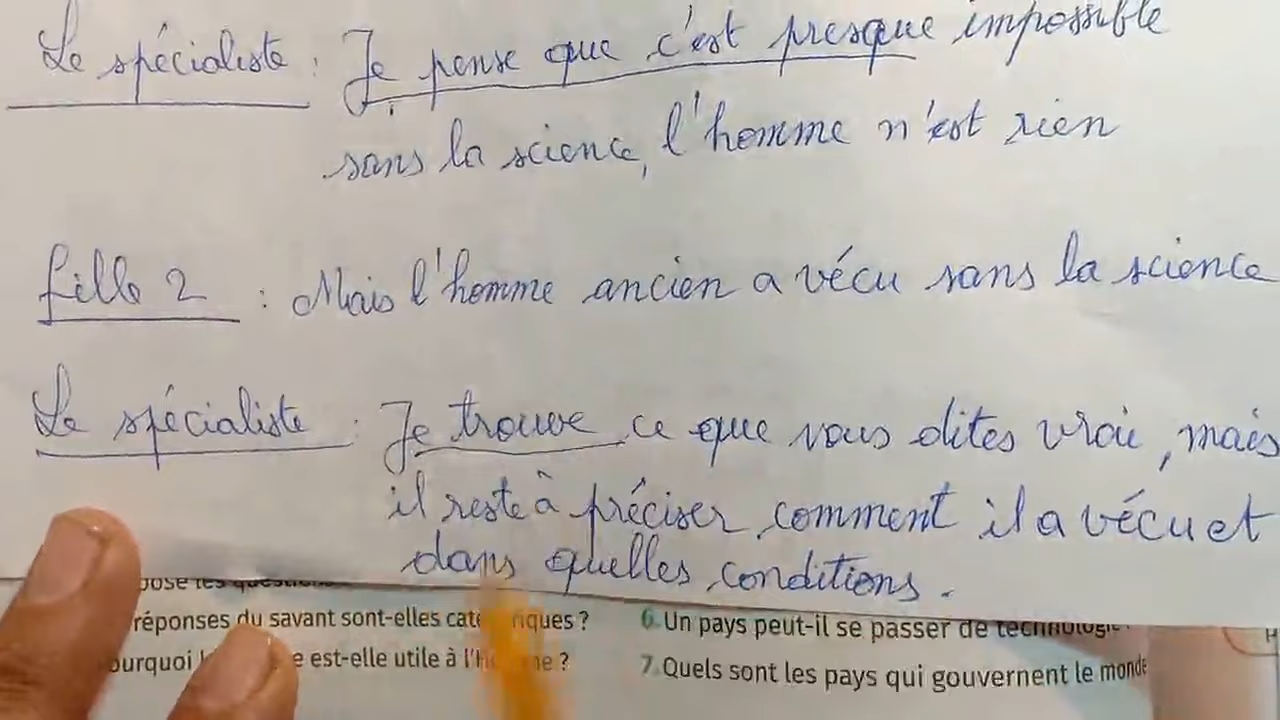 Le spécialiste : Je pense que c'est presque impossible
sans la science, l'homme n'est rien
fille 2 : Mais l'homme ancien a vécu sans la science
Le spécialiste : Je trouve ce que vous dites vrai, mais
il reste à préciser comment il a vécu et
dans quelles conditions.
réponses du savant sont-elles
6 Un pays peut-il se passer de
est-elle utile à
7 Quels sont les pays qui gouvernent le monde